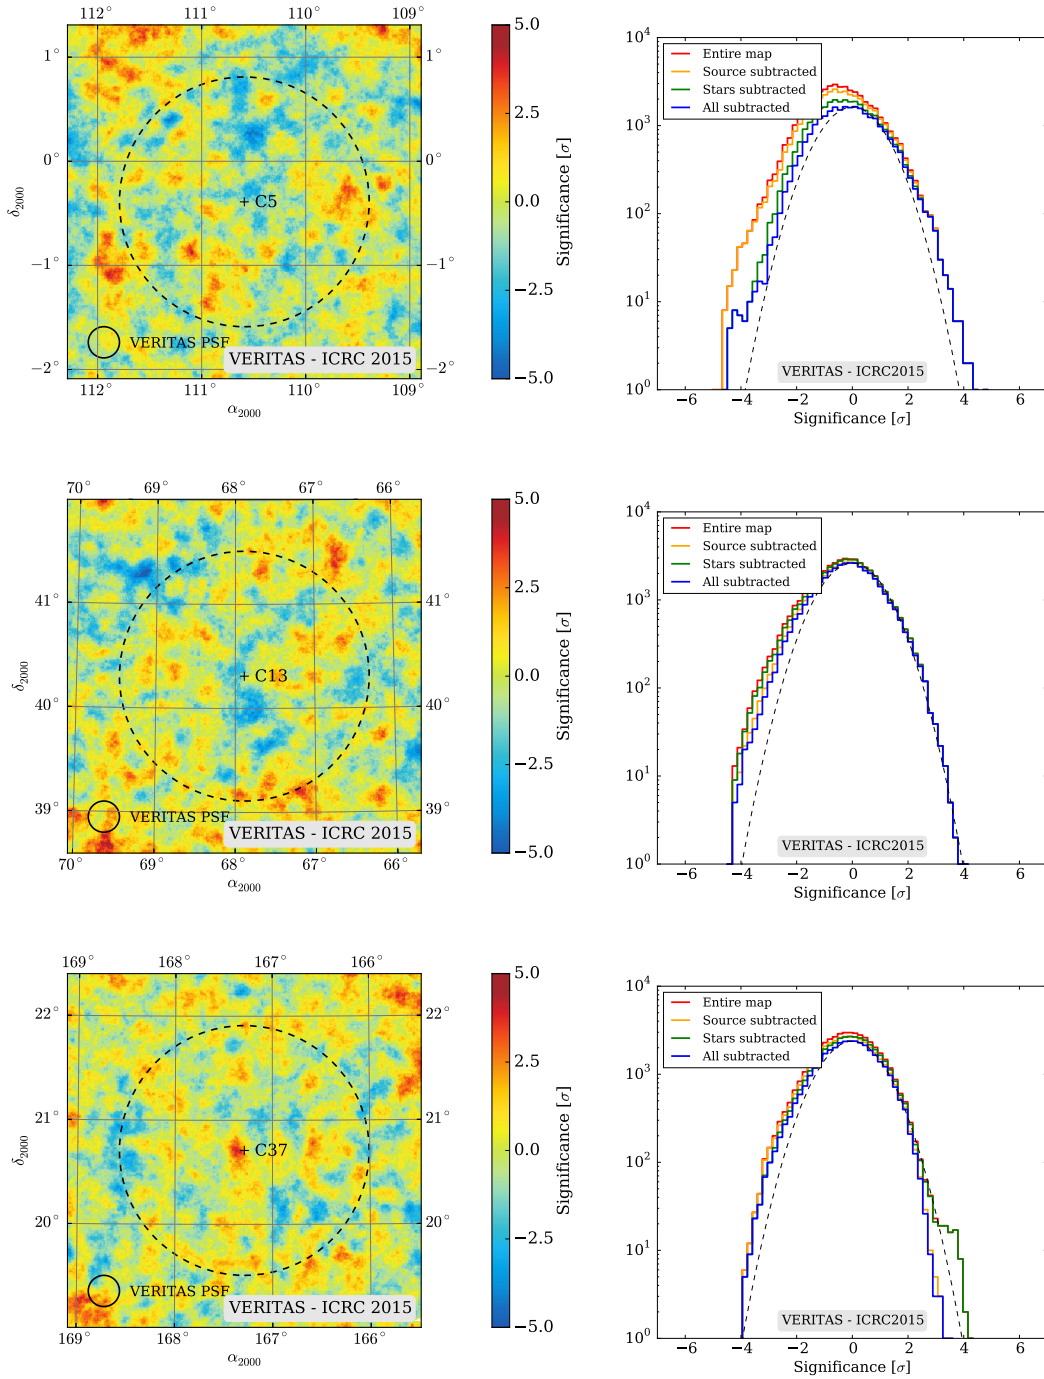 112° 111° 110° 109°
1°
0°
−1°
−2°
δ2000
1°
0°
−1°
−2°
C5
VERITAS PSF
VERITAS - ICRC 2015
112° 111° 110° 109°
α2000
5.0
2.5
0.0
−2.5
−5.0
Significance [σ]
10^4
10^3
10^2
10^1
10^0
Entire map
Source subtracted
Stars subtracted
All subtracted
VERITAS - ICRC2015
−6 −4 −2 0 2 4 6
Significance [σ]
70° 69° 68° 67° 66°
41°
40°
39°
δ2000
41°
40°
39°
C13
VERITAS PSF
VERITAS - ICRC 2015
70° 69° 68° 67° 66°
α2000
5.0
2.5
0.0
−2.5
−5.0
Significance [σ]
10^4
10^3
10^2
10^1
10^0
Entire map
Source subtracted
Stars subtracted
All subtracted
VERITAS - ICRC2015
−6 −4 −2 0 2 4 6
Significance [σ]
169° 168° 167° 166°
22°
21°
20°
δ2000
22°
21°
20°
C37
VERITAS PSF
VERITAS - ICRC 2015
169° 168° 167° 166°
α2000
5.0
2.5
0.0
−2.5
−5.0
Significance [σ]
10^4
10^3
10^2
10^1
10^0
Entire map
Source subtracted
Stars subtracted
All subtracted
VERITAS - ICRC2015
−6 −4 −2 0 2 4 6
Significance [σ]